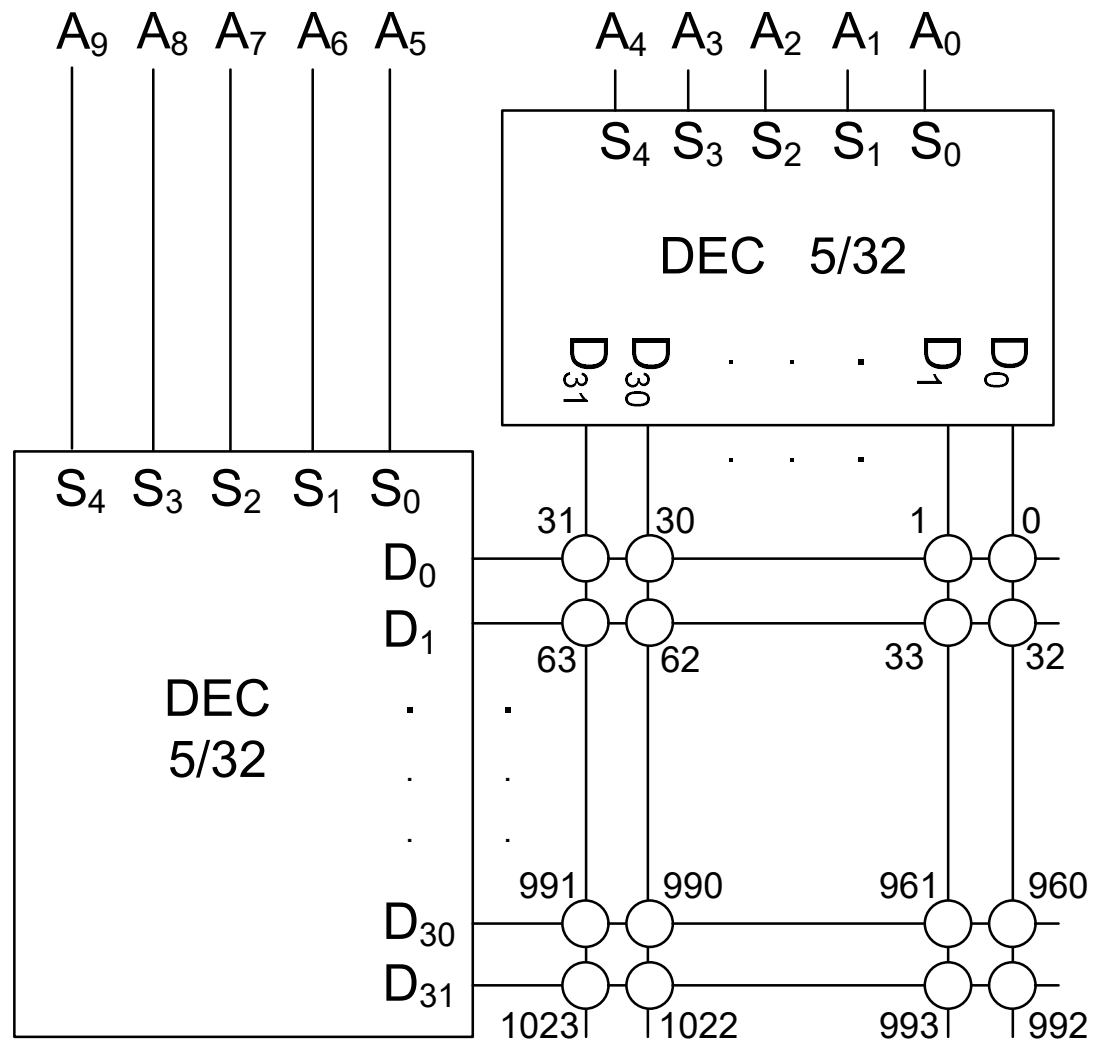 A9 A8 A7 A6 A5 A4 A3 A2 A1 A0
S4 S3 S2 S1 S0
DEC 5/32
D31 D30 . . . D1 D0
. . .
S4 S3 S2 S1 S0
31 30 1 0
D0
D1
63 62 33 32
DEC
5/32
. .
. .
. .
991 990 961 960
D30
D31
1023 1022 993 992